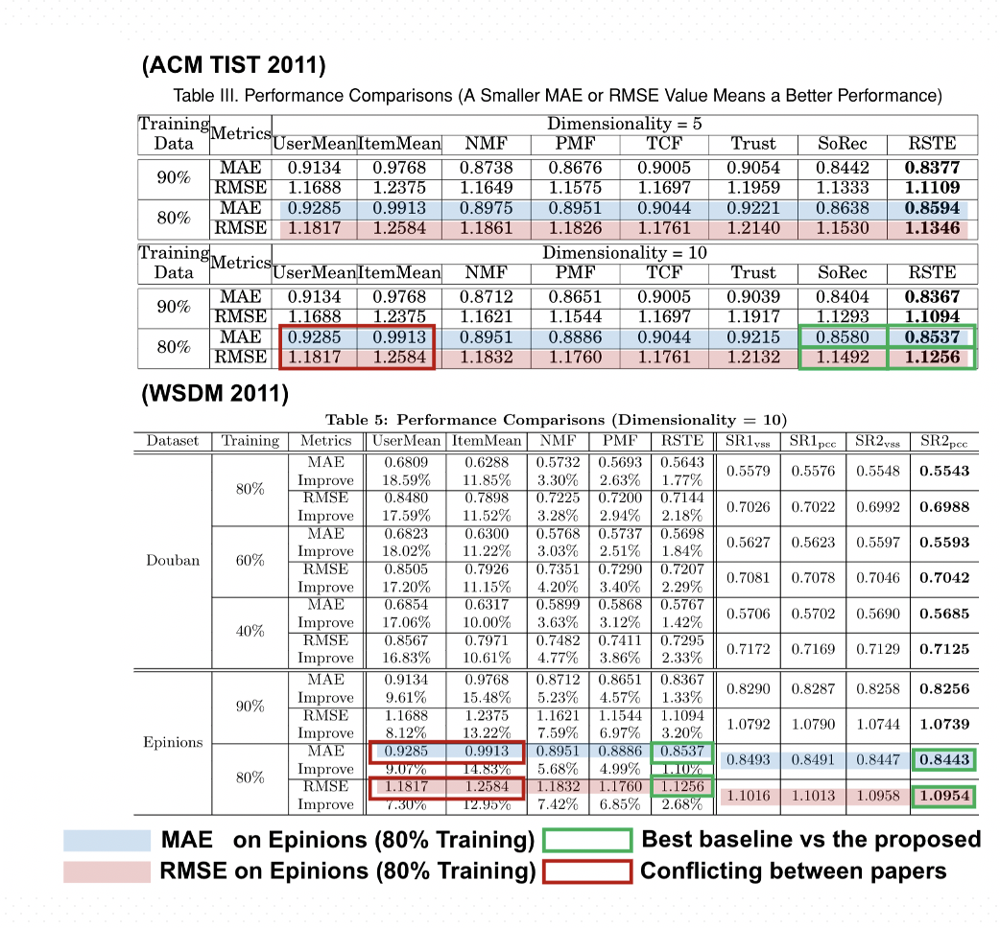 (ACM TIST 2011)
Table III. Performance Comparisons (A Smaller MAE or RMSE Value Means a Better Performance)
Training Data Metrics Dimensionality = 5
UserMean ItemMean NMF PMF TCF Trust SoRec RSTE
90% MAE 0.9134 0.9768 0.8738 0.8676 0.9005 0.9054 0.8442 0.8377
RMSE 1.1688 1.2375 1.1649 1.1575 1.1697 1.1959 1.1333 1.1109
80% MAE 0.9285 0.9913 0.8975 0.8951 0.9044 0.9221 0.8638 0.8594
RMSE 1.1817 1.2584 1.1861 1.1826 1.1761 1.2140 1.1530 1.1346
Training Data Metrics Dimensionality = 10
UserMean ItemMean NMF PMF TCF Trust SoRec RSTE
90% MAE 0.9134 0.9768 0.8712 0.8651 0.9005 0.9039 0.8404 0.8367
RMSE 1.1688 1.2375 1.1621 1.1544 1.1697 1.1917 1.1293 1.1094
80% MAE 0.9285 0.9913 0.8951 0.8886 0.9044 0.9215 0.8580 0.8537
RMSE 1.1817 1.2584 1.1832 1.1760 1.1761 1.2132 1.1492 1.1256
(WSDM 2011)
Table 5: Performance Comparisons (Dimensionality = 10)
Dataset Training Metrics UserMean ItemMean NMF PMF RSTE SR1vss SR1pcc SR2vss SR2pcc
Douban 80% MAE 0.6809 0.6288 0.5732 0.5693 0.5643 0.5579 0.5576 0.5548 0.5543
Improve 18.59% 11.85% 3.30% 2.63% 1.77%
RMSE 0.8480 0.7898 0.7225 0.7200 0.7144 0.7026 0.7022 0.6992 0.6988
Improve 17.59% 11.52% 3.28% 2.94% 2.18%
60% MAE 0.6823 0.6300 0.5768 0.5737 0.5698 0.5627 0.5623 0.5597 0.5593
Improve 18.02% 11.22% 3.03% 2.51% 1.84%
RMSE 0.8505 0.7926 0.7351 0.7290 0.7207 0.7081 0.7078 0.7046 0.7042
Improve 17.20% 11.15% 4.20% 3.40% 2.29%
40% MAE 0.6854 0.6317 0.5899 0.5868 0.5767 0.5706 0.5702 0.5690 0.5685
Improve 17.06% 10.00% 3.63% 3.12% 1.42%
RMSE 0.8567 0.7971 0.7482 0.7411 0.7295 0.7172 0.7169 0.7129 0.7125
Improve 16.83% 10.61% 4.77% 3.86% 2.33%
Epinions 90% MAE 0.9134 0.9768 0.8712 0.8651 0.8367 0.8290 0.8287 0.8258 0.8256
Improve 9.61% 15.48% 5.23% 4.57% 1.33%
RMSE 1.1688 1.2375 1.1621 1.1544 1.1094 1.0792 1.0790 1.0744 1.0739
Improve 8.12% 13.22% 7.59% 6.97% 3.20%
80% MAE 0.9285 0.9913 0.8951 0.8886 0.8537 0.8493 0.8491 0.8447 0.8443
Improve 9.07% 14.83% 5.68% 4.99% 1.10%
RMSE 1.1817 1.2584 1.1832 1.1760 1.1256 1.1016 1.1013 1.0958 1.0954
Improve 7.30% 12.95% 7.42% 6.85% 2.68%
MAE on Epinions (80% Training) Best baseline vs the proposed
RMSE on Epinions (80% Training) Conflicting between papers